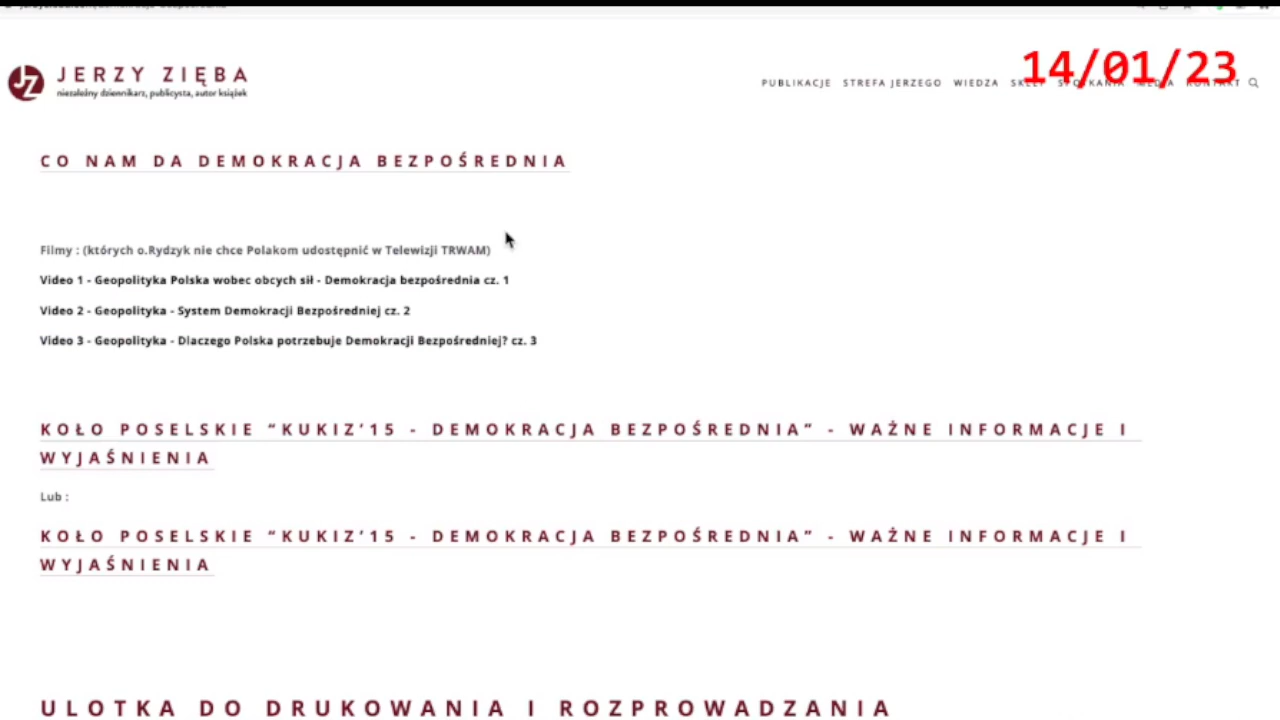 JERZY ZIĘBA
niezależny dziennikarz, publicysta, autor książek
14/01/23
PUBLIKACJE STREFA JERZEGO WIEDZA SKLEP SPOTKANIA MEDIA KONTAKT
CO NAM DA DEMOKRACJA BEZPOŚREDNIA
Filmy : (których o.Rydzyk nie chce Polakom udostępnić w Telewizji TRWAM)
Video 1 - Geopolityka Polska wobec obcych sił - Demokracja bezpośrednia cz. 1
Video 2 - Geopolityka - System Demokracji Bezpośredniej cz. 2
Video 3 - Geopolityka - Dlaczego Polska potrzebuje Demokracji Bezpośredniej? cz. 3
KOŁO POSELSKIE “KUKIZ’15 - DEMOKRACJA BEZPOŚREDNIA” - WAŻNE INFORMACJE I
WYJAŚNIENIA
Lub :
KOŁO POSELSKIE “KUKIZ’15 - DEMOKRACJA BEZPOŚREDNIA” - WAŻNE INFORMACJE I
WYJAŚNIENIA
ULOTKA DO DRUKOWANIA I ROZPROWADZANIA